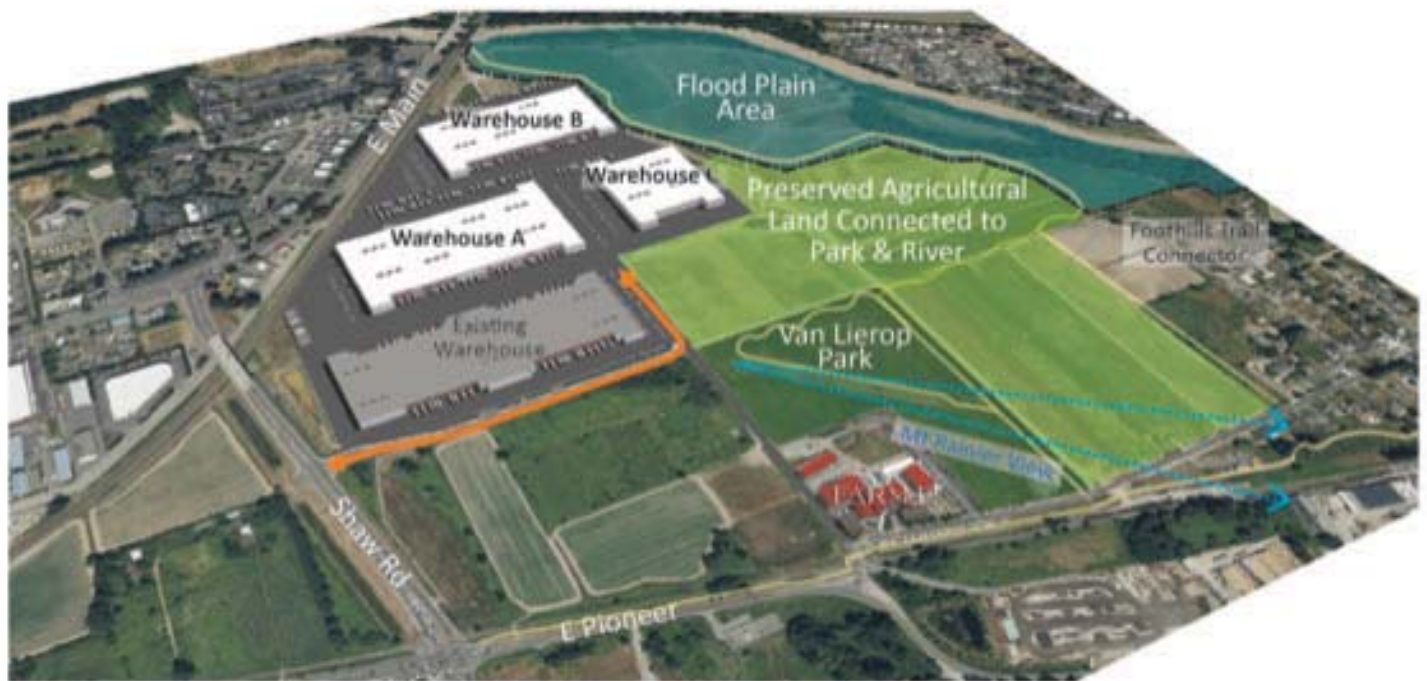 Flood Plain
Area
E Main
Warehouse B
Warehouse
Preserved Agricultural
Land Connected to
Park & River
Warehouse A
Foothills Trail
Connector
Existing
Warehouse
Van Lierop
Park
Mt Rainier View
Shaw Rd
E Pioneer